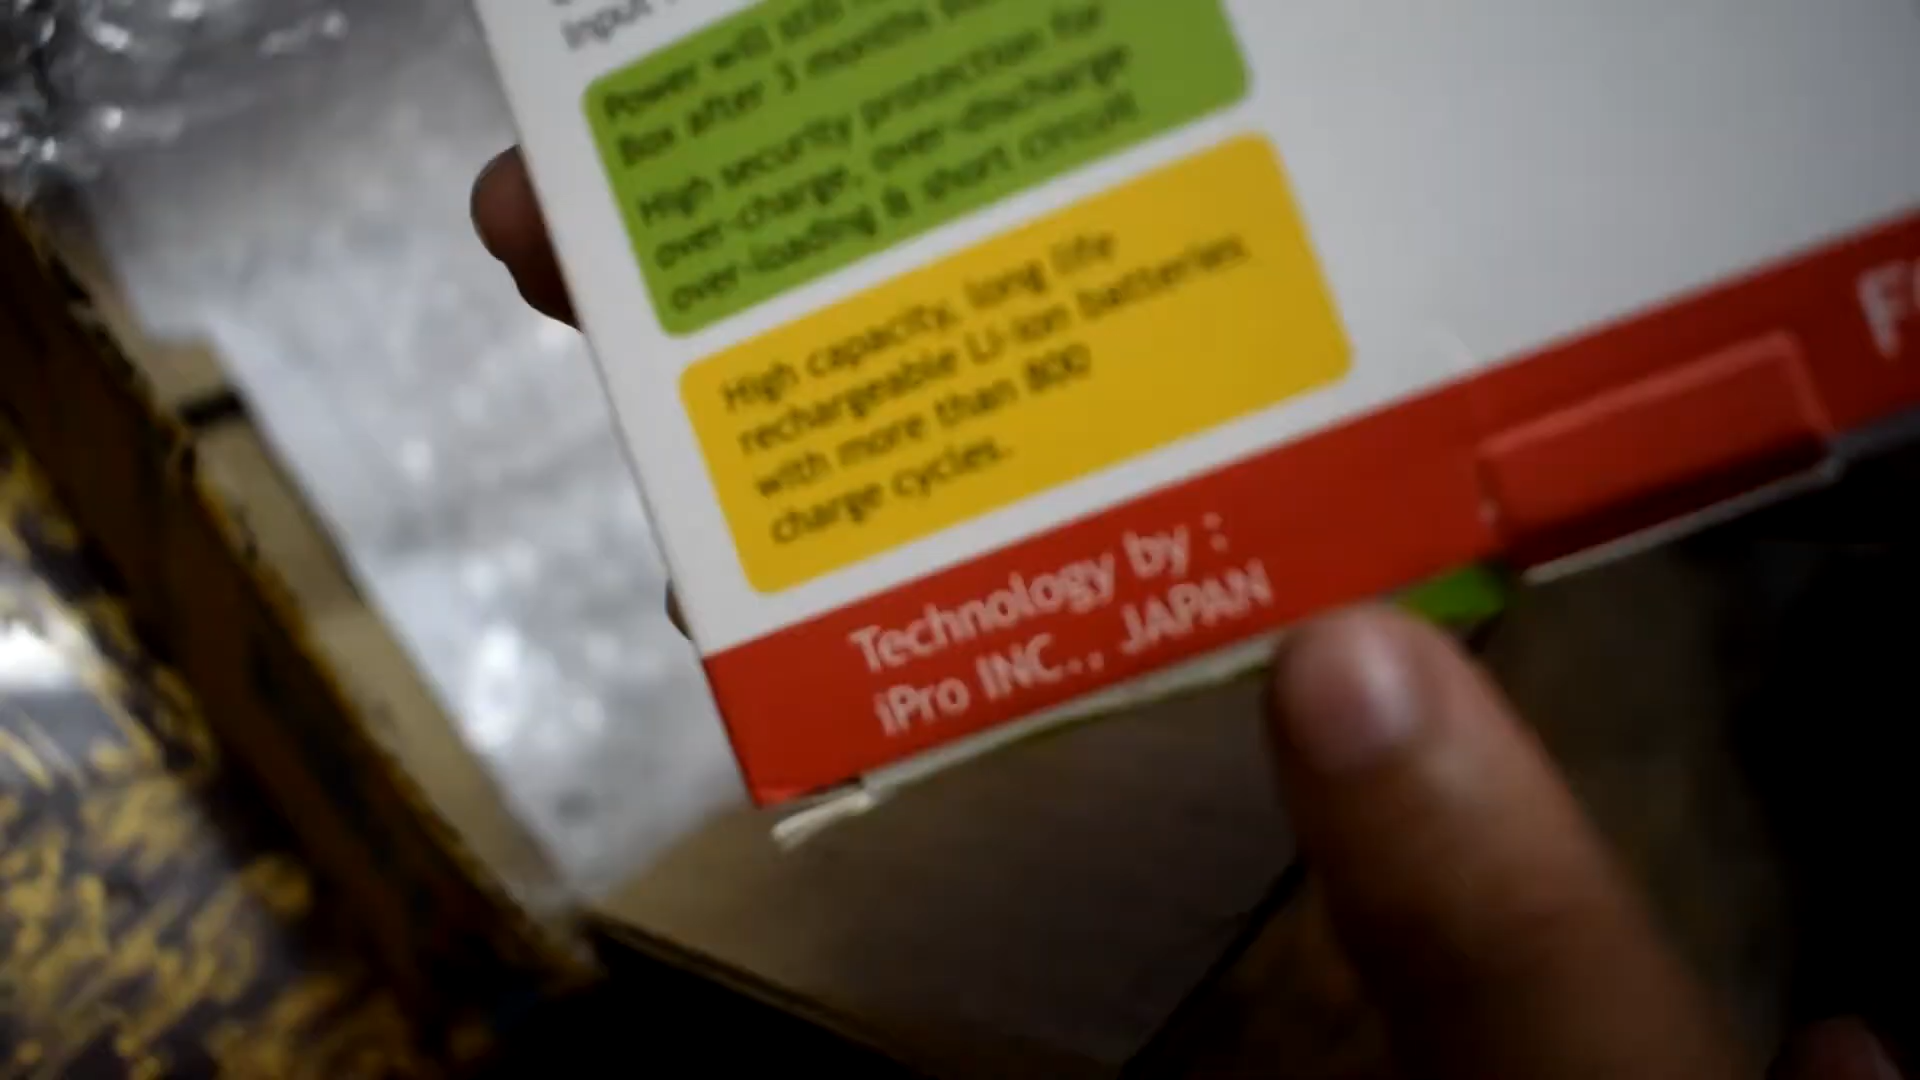 Input
Power will still
Box after 3 months
High security protection for
over-charge, over-discharge
over-loading & short circuit
High capacity, long life
rechargeable Li-ion batteries
with more than 800
charge cycles.
Technology by :
iPro INC., JAPAN